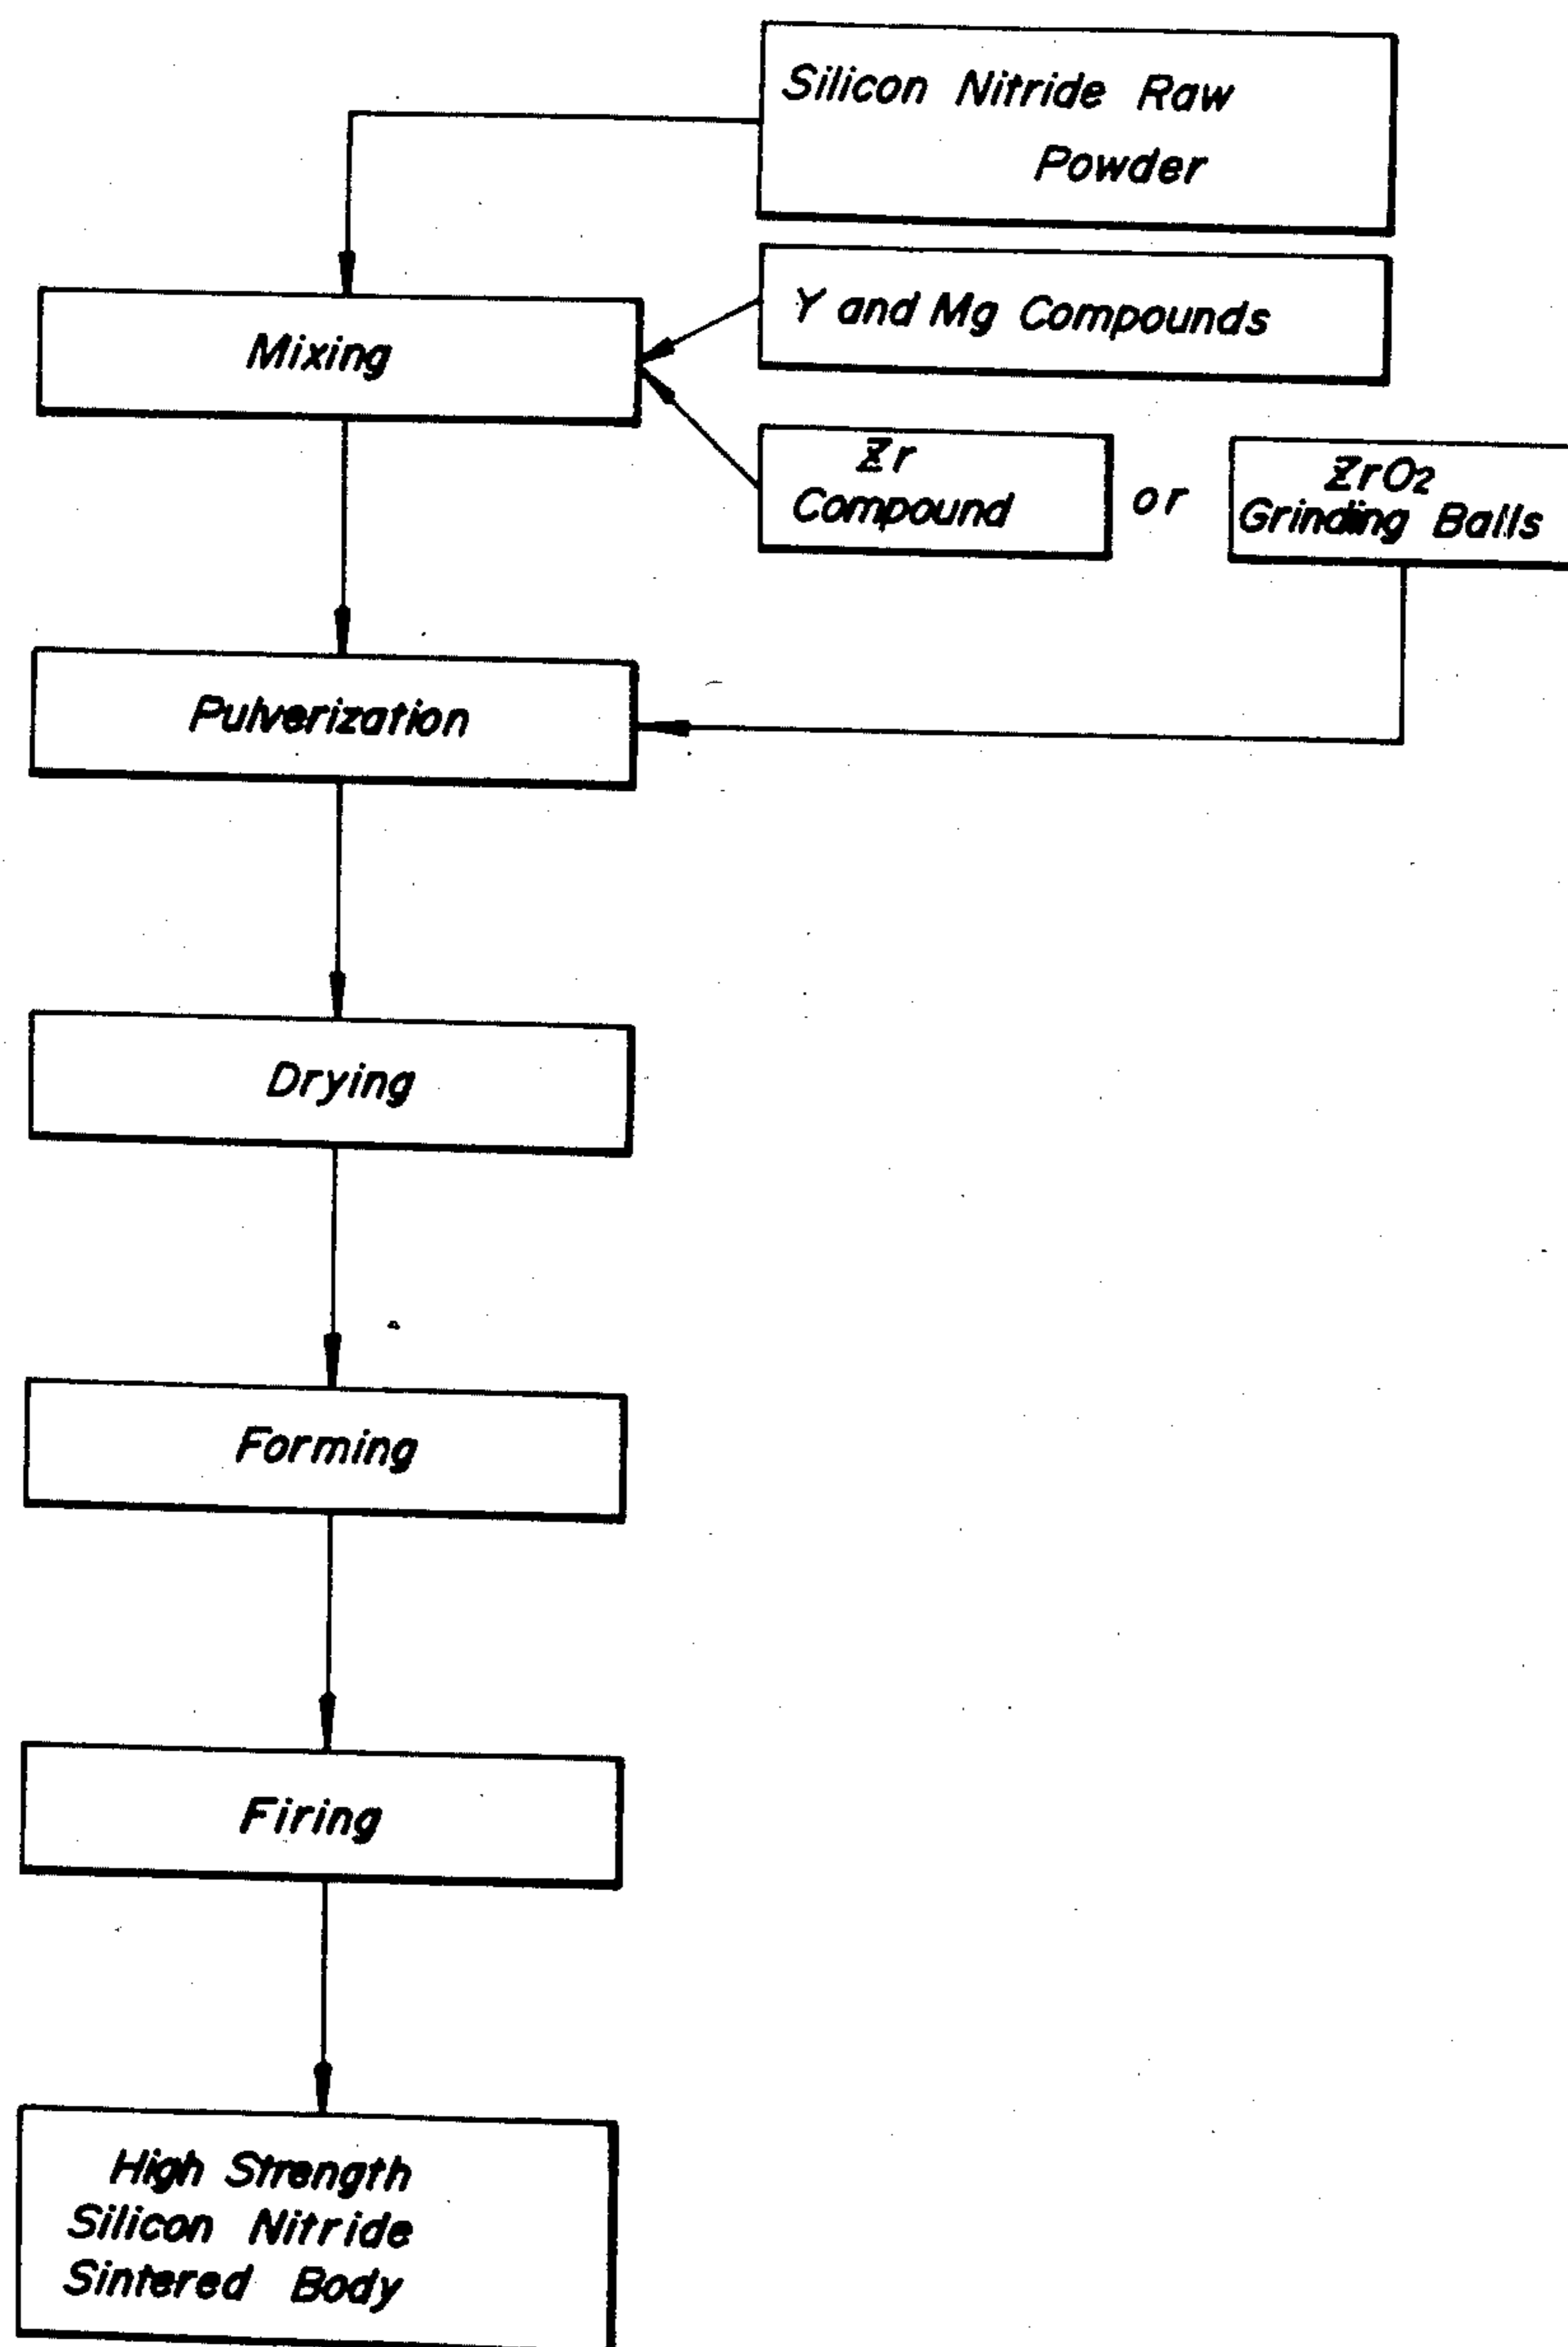 Silicon Nitride Raw
Powder
Mixing
Y and Mg Compounds
Zr
Compound
or
ZrO2
Grinding Balls
Pulverization
Drying
Forming
Firing
High Strength
Silicon Nitride
Sintered Body